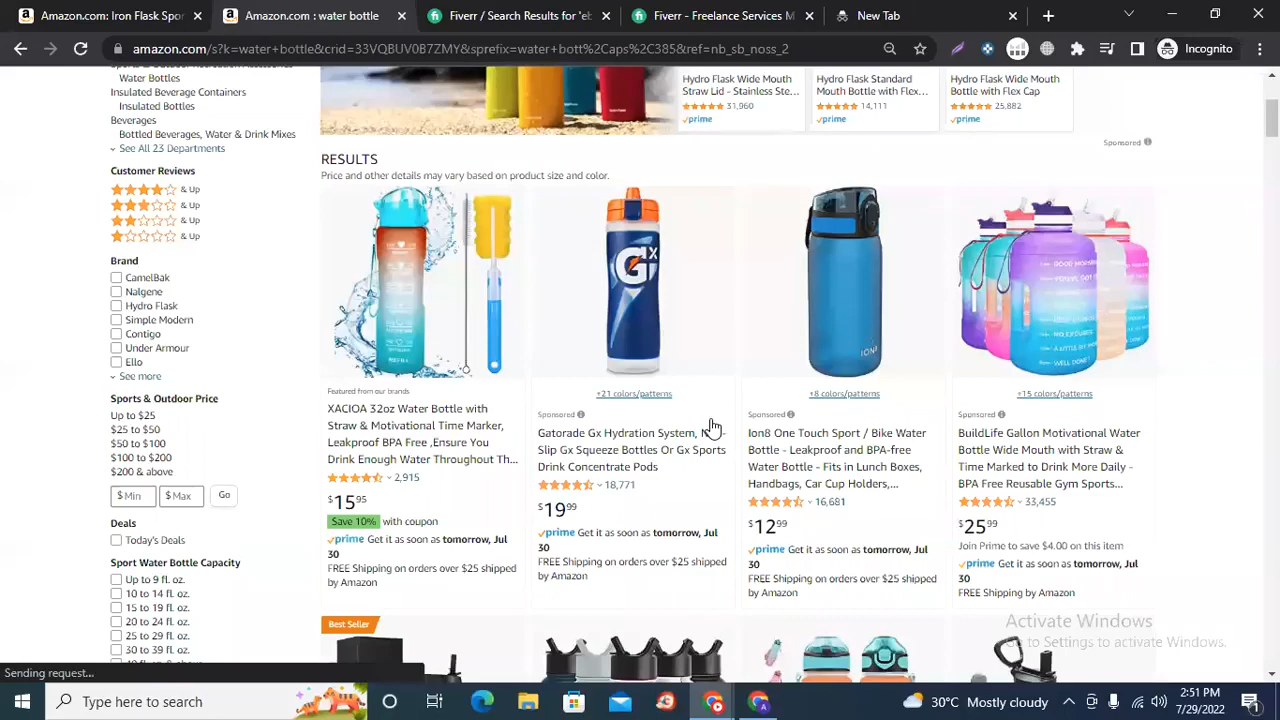 Amazon
Amazon
Fiverr / Search Results for 'eb
Fiverr - Seller's Services
New Tab
amazon.com/s?k=water+bottle&crid=33VQBUV0B7ZMY&sprefix=water+bott%2Caps%2C385&ref=nb_sb_noss_2
Incognito
Water Bottles
Insulated Beverage Containers
Insulated Bottles
Beverages
Bottled Beverages, Water & Drink Mixes
See All 23 Departments
Customer Reviews
& Up
& Up
& Up
& Up
Brand
CamelBak
Nalgene
Hydro Flask
Simple Modern
Contigo
Under Armour
Ello
See more
Sports & Outdoor Price
Up to $25
$25 to $50
$50 to $100
$100 to $200
$200 & above
$ Min
$ Max
Go
Deals
Today's Deals
Sport Water Bottle Capacity
Up to 9 fl. oz.
10 to 14 fl. oz.
15 to 19 fl. oz.
20 to 24 fl. oz.
25 to 29 fl. oz.
30 to 39 fl. oz.
Hydro Flask Wide Mouth
Straw Lid - Stainless Ste...
31,960
prime
Hydro Flask Standard
Mouth Bottle with Flex...
14,111
prime
Hydro Flask Wide Mouth
Bottle with Flex Cap
25,882
prime
Sponsored
RESULTS
Price and other details may vary based on product size and color.
Featured from our brands
XACIOA 32oz Water Bottle with
Straw & Motivational Time Marker,
Leakproof BPA Free ,Ensure You
Drink Enough Water Throughout Th...
2,915
$15 95
Save 10% with coupon
prime Get it as soon as tomorrow, Jul
30
FREE Shipping on orders over $25 shipped
by Amazon
Gx
+21 colors/patterns
Sponsored
Gatorade Gx Hydration System,
Slip Gx Squeeze Bottles Or Gx Sports
Drink Concentrate Pods
18,771
$19 99
prime Get it as soon as tomorrow, Jul
30
FREE Shipping on orders over $25 shipped
by Amazon
ION8
+8 colors/patterns
Sponsored
Ion8 One Touch Sport / Bike Water
Bottle - Leakproof and BPA-free
Water Bottle - Fits in Lunch Boxes,
Handbags, Car Cup Holders,...
16,681
$12 99
prime Get it as soon as tomorrow, Jul
30
FREE Shipping on orders over $25 shipped
by Amazon
+15 colors/patterns
Sponsored
BuildLife Gallon Motivational Water
Bottle Wide Mouth with Straw &
Time Marked to Drink More Daily -
BPA Free Reusable Gym Sports...
33,455
$25 99
Join Prime to save $4.00 on this item
prime Get it as soon as tomorrow, Jul
30
FREE Shipping by Amazon
Best Seller
Activate Windows
Go to Settings to activate Windows.
Sending request...
Type here to search
30°C Mostly cloudy
2:51 PM
7/29/2022